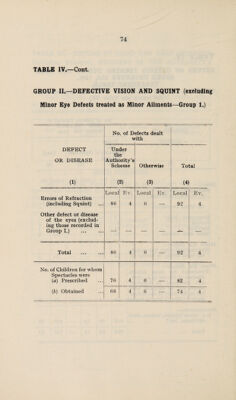 74
TABLE IV.—Cont.
GROUP II.—DEFECTIVE VISION AND SQUINT (excluding
Minor Eye Defects treated as Minor Ailments—Group 1.)
No. of Defects dealt
with
DEFECT
OR DISEASE
Under
the
Authority's
Scheme
Otherwise
Total
(1) (2) (3) (4)
Local Ev. Local Ev. Local Ev.
Errors of Refraction
(including Squint) ... 86 4 6 — 92 4
Other defect or disease
of the eyes (exclud-
ing those recorded in
Group I.) ... — — — — — —
Total ... ... 86 4 6 — 92 4
No. of Children for whom
Spectacles were
(a) Prescribed ... 76 4 6 — 82 4
(b) Obtained ... 68 4 6 — 74 4